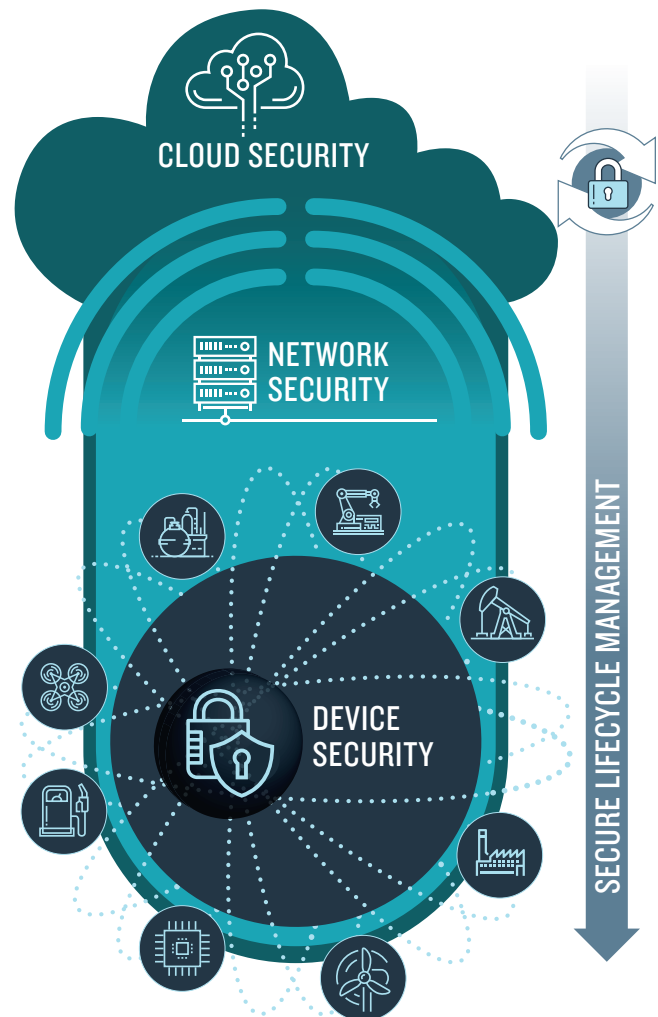 CLOUD SECURITY
NETWORK
SECURITY
DEVICE
SECURITY
SECURE LIFECYCLE MANAGEMENT